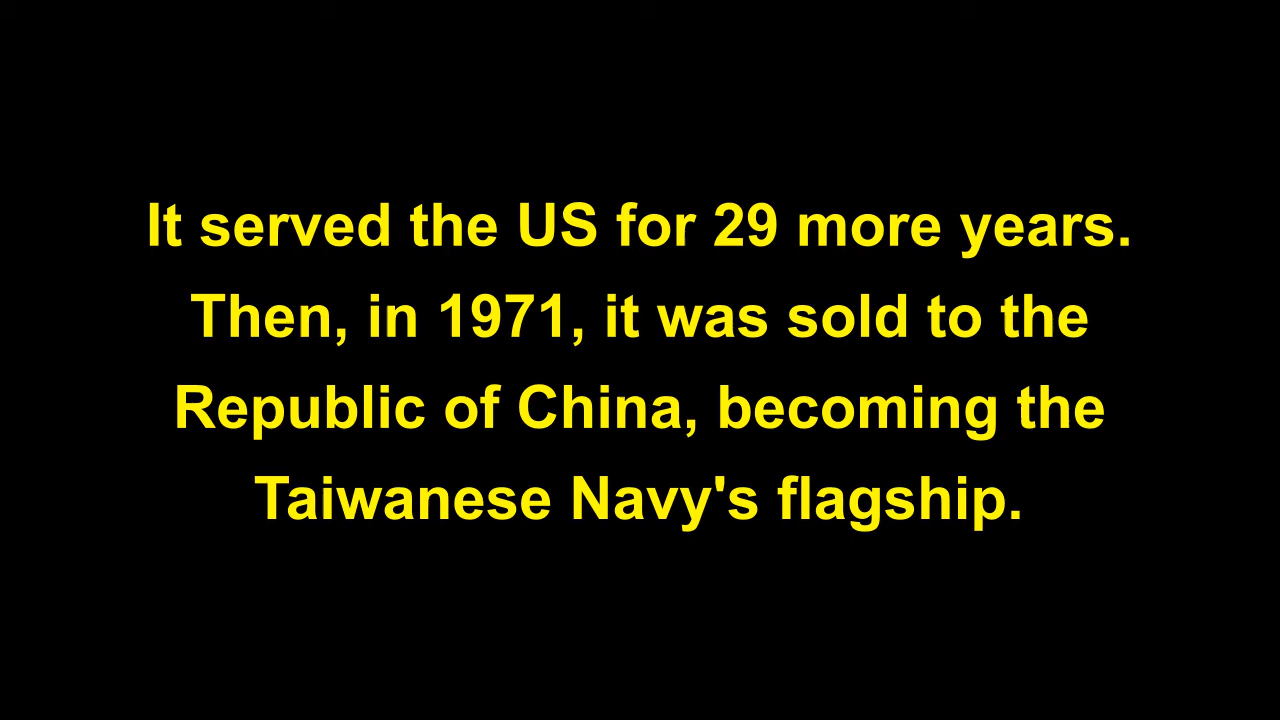 It served the US for 29 more years.
Then, in 1971, it was sold to the
Republic of China, becoming the
Taiwanese Navy's flagship.